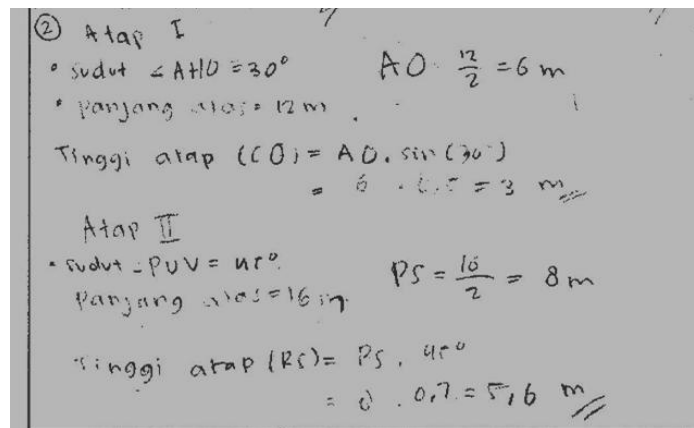 ② Atap I
• sudut ∠AHO = 30° AO = 12/2 = 6 m
• panjang alas = 12 m
Tinggi atap (CO) = AO . sin (30°)
= 6 . 0,5 = 3 m
Atap II
• sudut = PUV = 45°
Panjang alas = 16 m PS = 16/2 = 8 m
Tinggi atap (RS) = PS . 45°
= 8 . 0,7 = 5,6 m